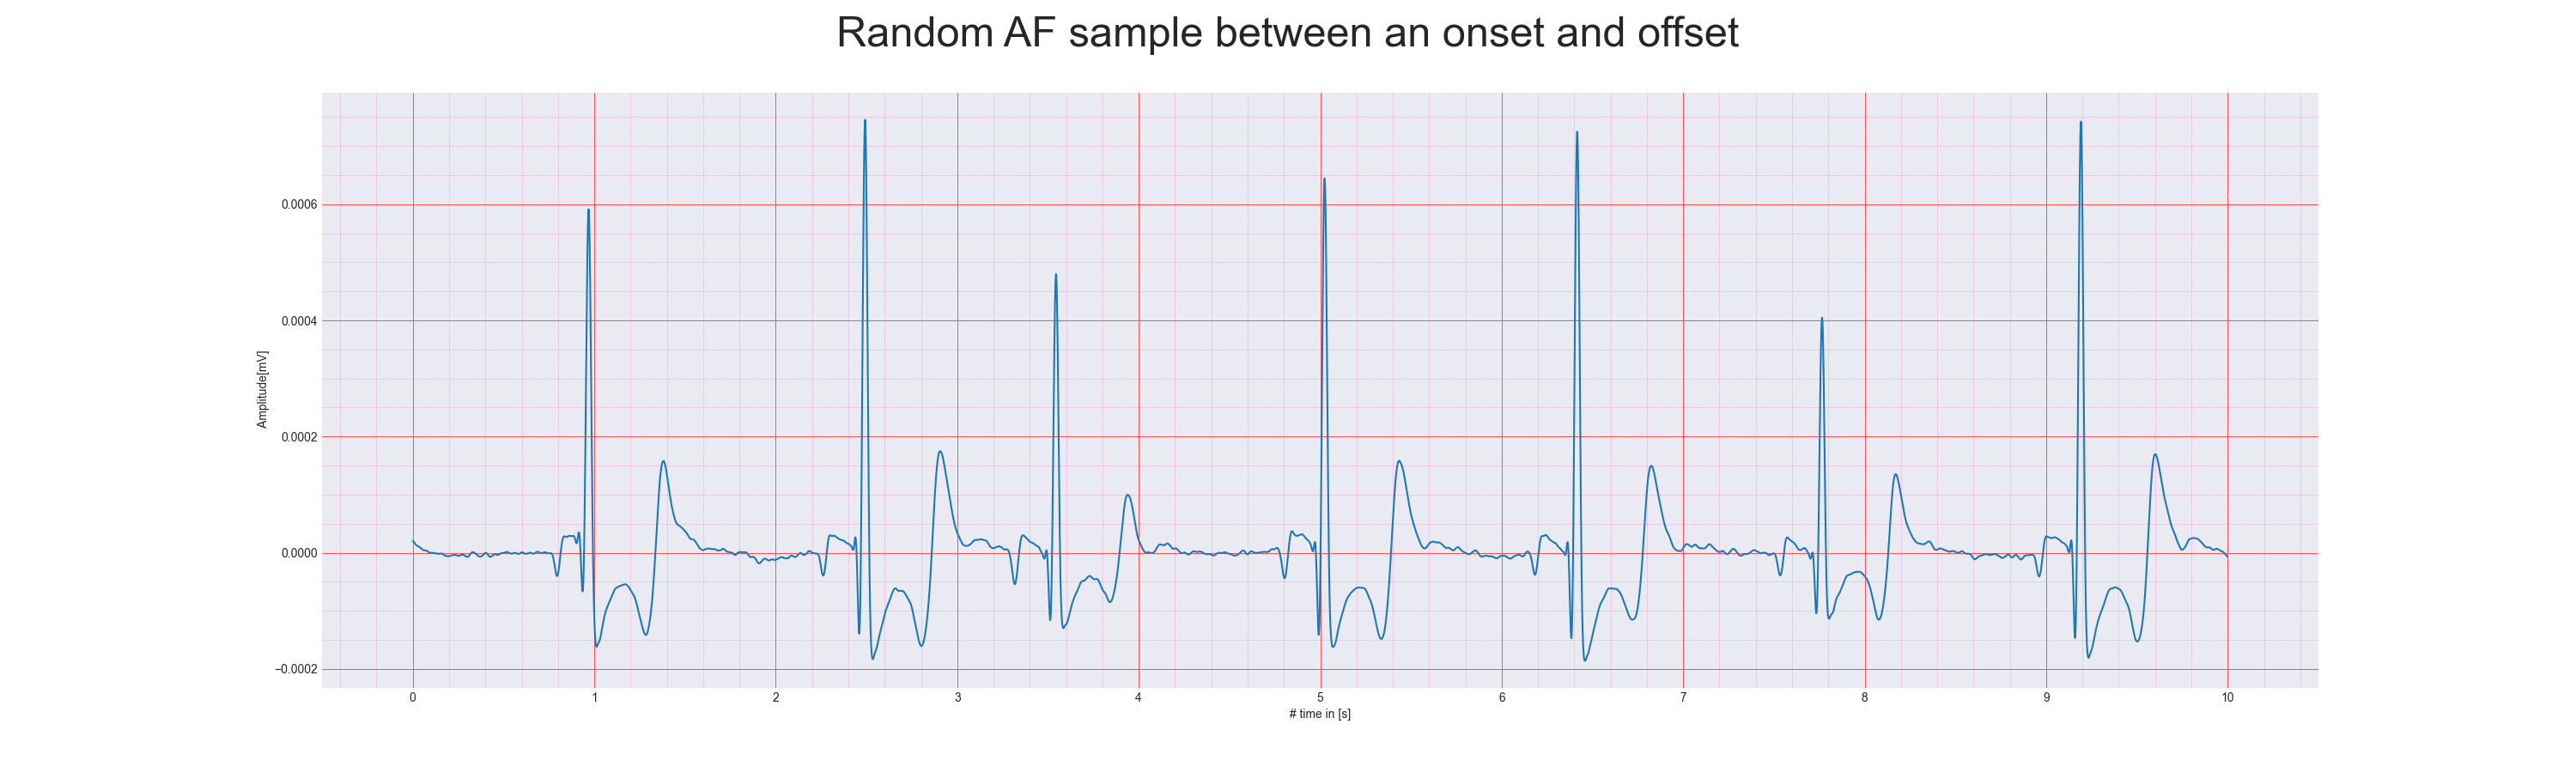 Random AF sample between an onset and offset
0.0006
0.0004
0.0002
0.0000
−0.0002
Amplitude[mV]
0 1 2 3 4 5 6 7 8 9 10
# time in [s]